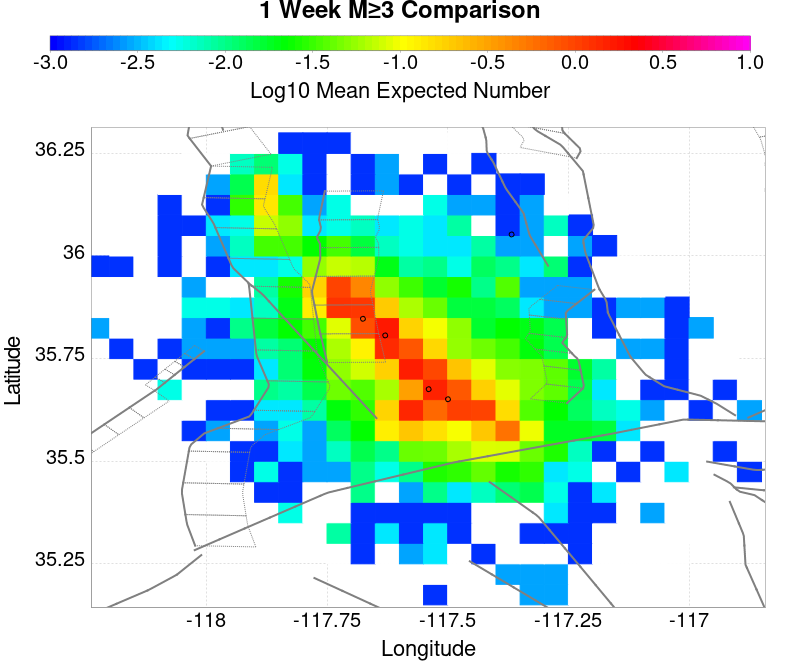 1 Week M≥3 Comparison
-3.0 -2.5 -2.0 -1.5 -1.0 -0.5 0.0 0.5 1.0
Log10 Mean Expected Number
36.25
36
35.75
35.5
35.25
Latitude
-118 -117.75 -117.5 -117.25 -117
Longitude